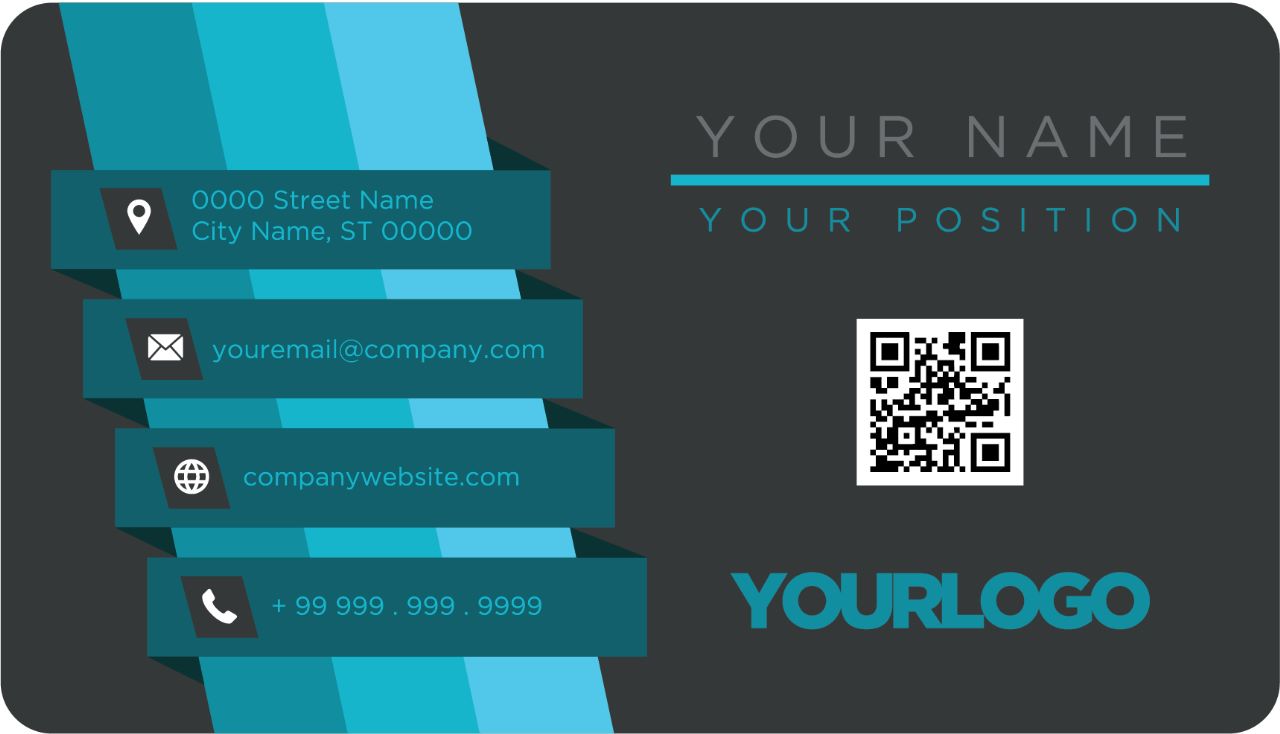 0000 Street Name
City Name, ST 00000
youremail@company.com
companywebsite.com
+ 99 999 . 999 . 9999
YOUR NAME
YOUR POSITION
YOURLOGO